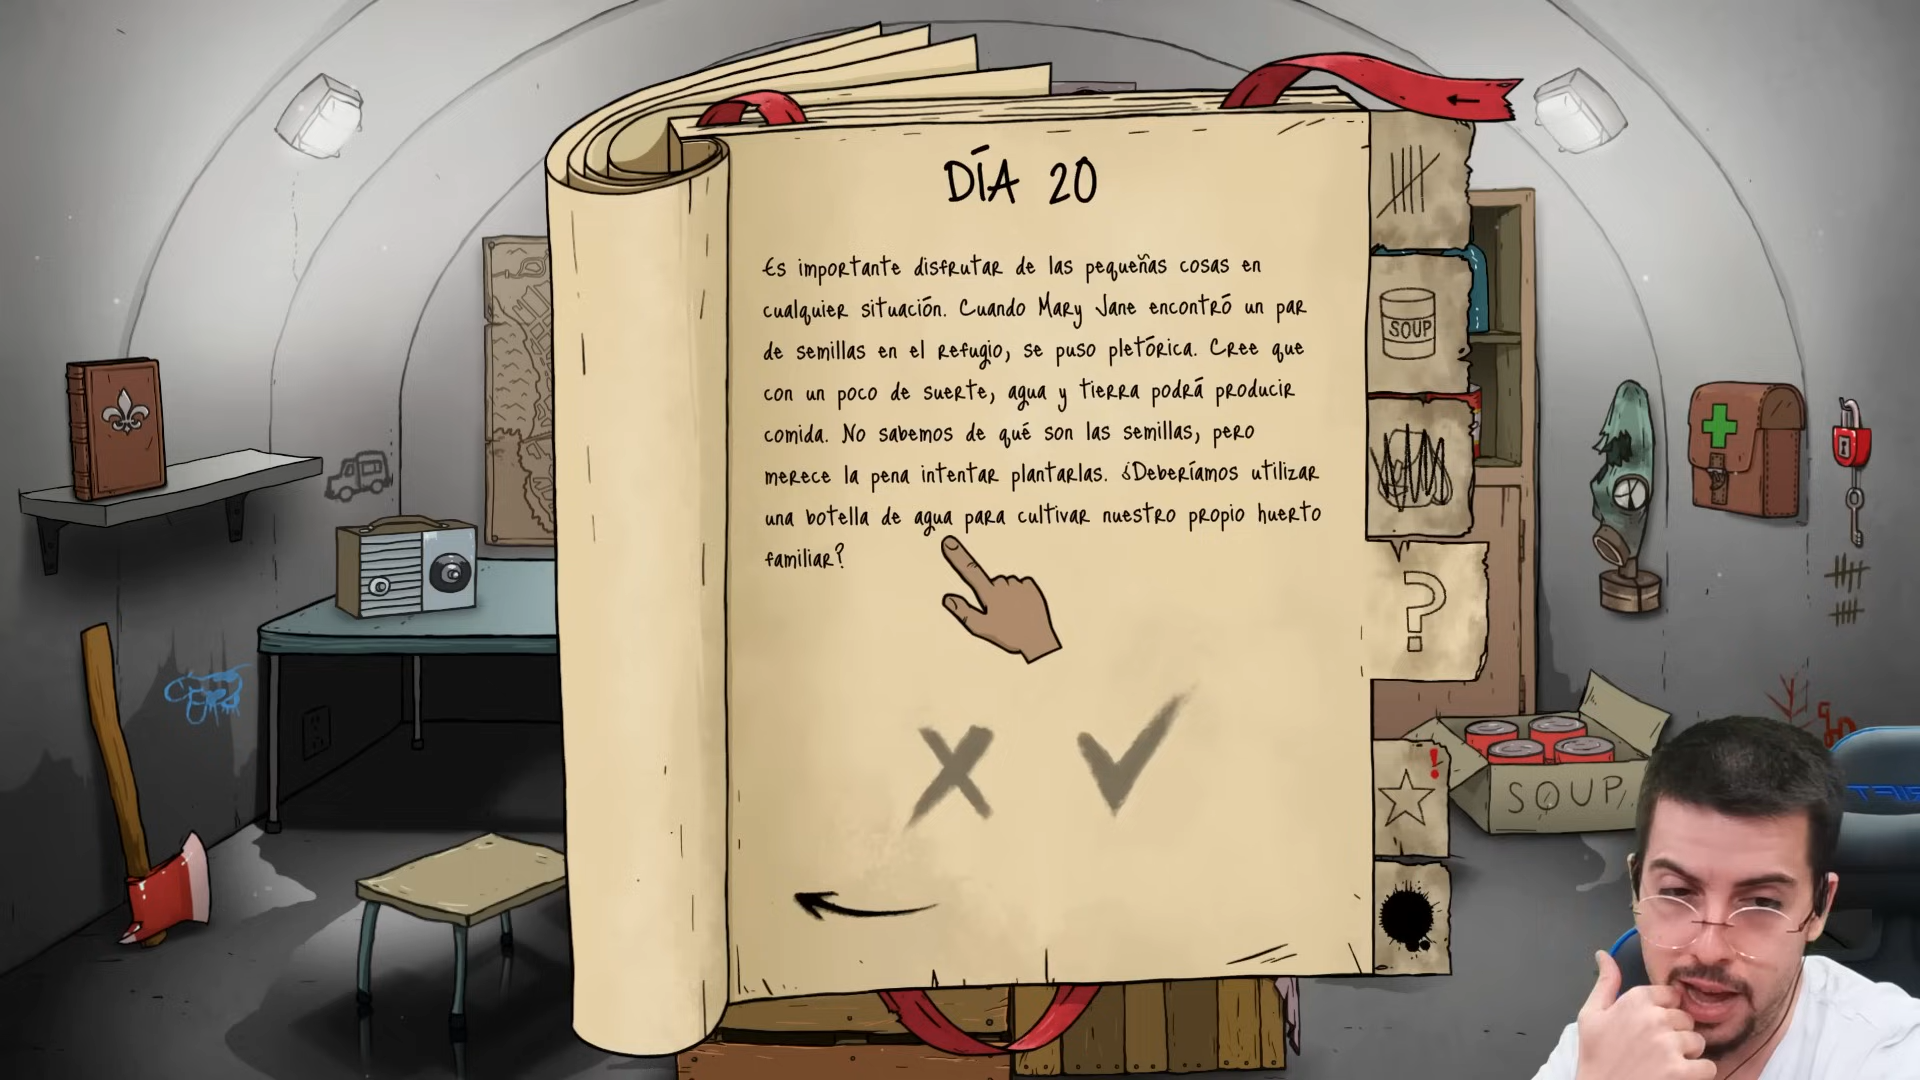 DÍA 20
Es importante disfrutar de las pequeñas cosas en
cualquier situación. Cuando Mary Jane encontró un par
de semillas en el refugio, se puso pletórica. Cree que
con un poco de suerte, agua y tierra podrá producir
comida. No sabemos de qué son las semillas, pero
merece la pena intentar plantarlas. ¿Deberíamos utilizar
una botella de agua para cultivar nuestro propio huerto
familiar?
SOUP
SOUP